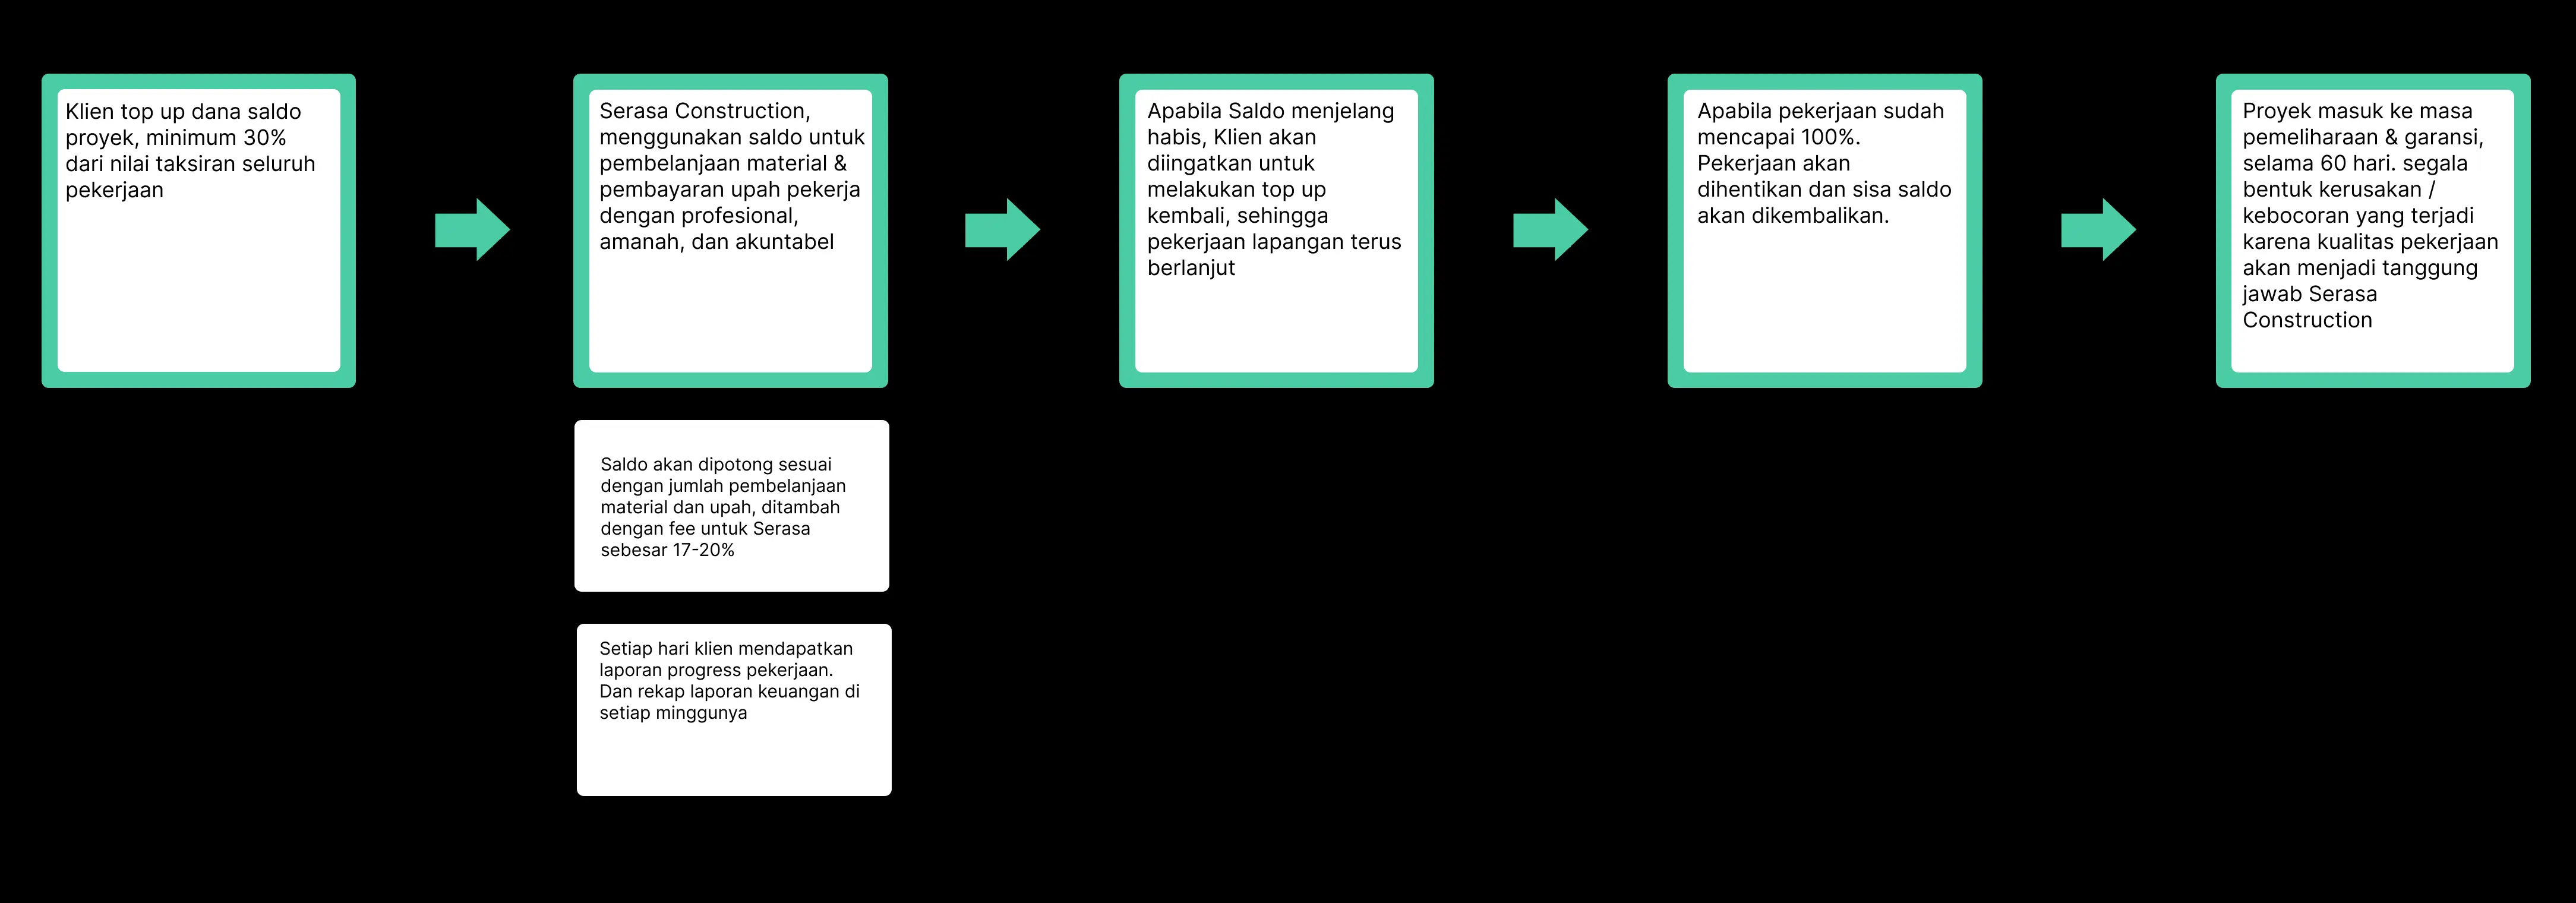 Klien top up dana saldo
proyek, minimum 30%
dari nilai taksiran seluruh
pekerjaan
Serasa Construction,
menggunakan saldo untuk
pembelanjaan material &
pembayaran upah pekerja
dengan profesional,
amanah, dan akuntabel
Saldo akan dipotong sesuai
dengan jumlah pembelanjaan
material dan upah, ditambah
dengan fee untuk Serasa
sebesar 17-20%
Setiap hari klien mendapatkan
laporan progress pekerjaan.
Dan rekap laporan keuangan di
setiap minggunya
Apabila Saldo menjelang
habis, Klien akan
diingatkan untuk
melakukan top up
kembali, sehingga
pekerjaan lapangan terus
berlanjut
Apabila pekerjaan sudah
mencapai 100%.
Pekerjaan akan
dihentikan dan sisa saldo
akan dikembalikan.
Proyek masuk ke masa
pemeliharaan & garansi,
selama 60 hari. segala
bentuk kerusakan /
kebocoran yang terjadi
karena kualitas pekerjaan
akan menjadi tanggung
jawab Serasa
Construction